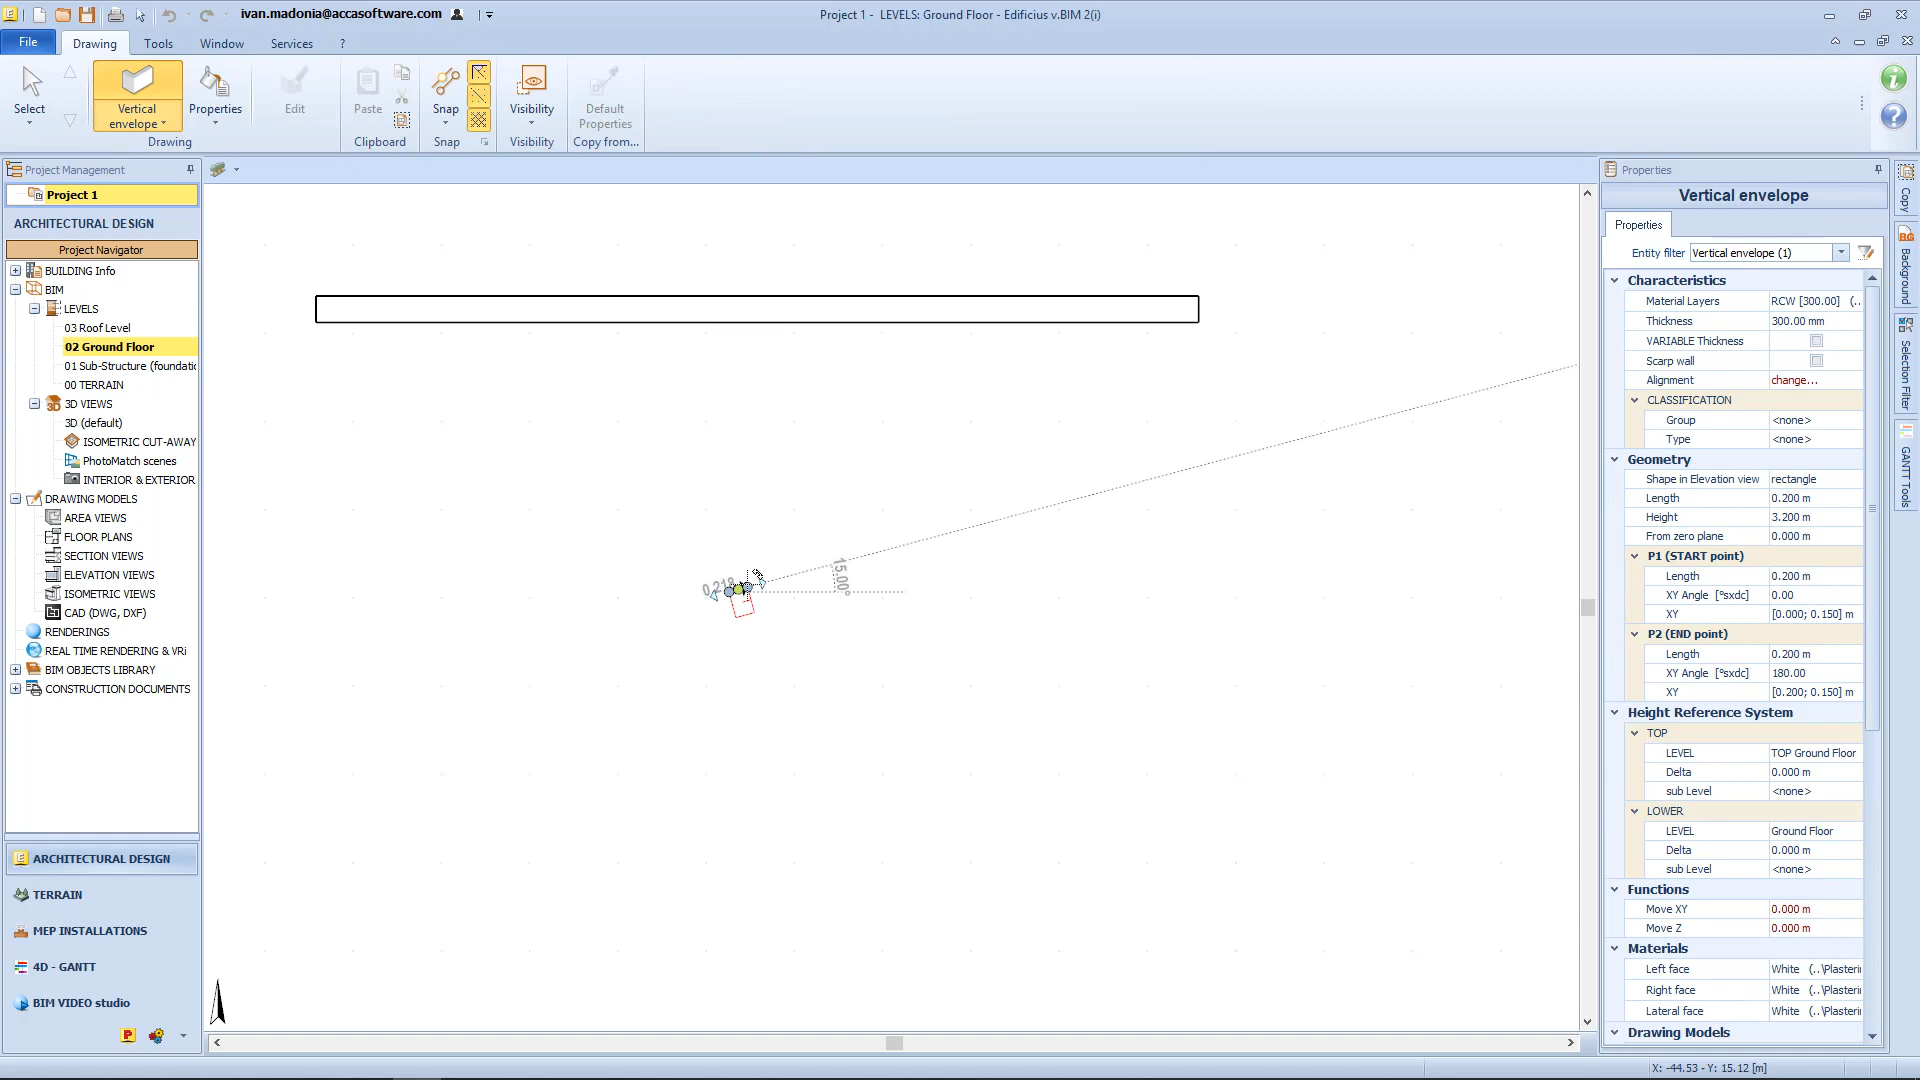 ivan.madonia@accasoftware.com
Project 1 -  LEVELS: Ground Floor - Edificius v.BIM 2(i)
File
Drawing
Tools
Window
Services
?
Select
Vertical envelope
Properties
Edit
Paste
Snap
Visibility
Default Properties
Drawing
Clipboard
Snap
Visibility
Copy from...
Project Management
Project 1
ARCHITECTURAL DESIGN
Project Navigator
BUILDING Info
BIM
LEVELS
03 Roof Level
02 Ground Floor
01 Sub-Structure (foundatio
00 TERRAIN
3D VIEWS
3D (default)
ISOMETRIC CUT-AWAY
PhotoMatch scenes
INTERIOR & EXTERIOR
DRAWING MODELS
AREA VIEWS
FLOOR PLANS
SECTION VIEWS
ELEVATION VIEWS
ISOMETRIC VIEWS
CAD (DWG, DXF)
RENDERINGS
REAL TIME RENDERING & VRi
BIM OBJECTS LIBRARY
CONSTRUCTION DOCUMENTS
ARCHITECTURAL DESIGN
TERRAIN
MEP INSTALLATIONS
4D - GANTT
BIM VIDEO studio
15.00°
Properties
Vertical envelope
Properties
Entity filter Vertical envelope (1)
Characteristics
Material Layers RCW [300.00] (..
Thickness 300.00 mm
VARIABLE Thickness
Scarp wall
Alignment change...
CLASSIFICATION
Group <none>
Type <none>
Geometry
Shape in Elevation view rectangle
Length 0.200 m
Height 3.200 m
From zero plane 0.000 m
P1 (START point)
Length 0.200 m
XY Angle [°sxdc] 0.00
XY [0.000; 0.150] m
P2 (END point)
Length 0.200 m
XY Angle [°sxdc] 180.00
XY [0.200; 0.150] m
Height Reference System
TOP
LEVEL TOP Ground Floor
Delta 0.000 m
sub Level <none>
LOWER
LEVEL Ground Floor
Delta 0.000 m
sub Level <none>
Functions
Move XY 0.000 m
Move Z 0.000 m
Materials
Left face White (..\Plasteri
Right face White (..\Plasteri
Lateral face White (..\Plasteri
Drawing Models
Copy
Background
Selection Filter
GANTT Tools
X: -44.53 - Y: 15.12 [m]